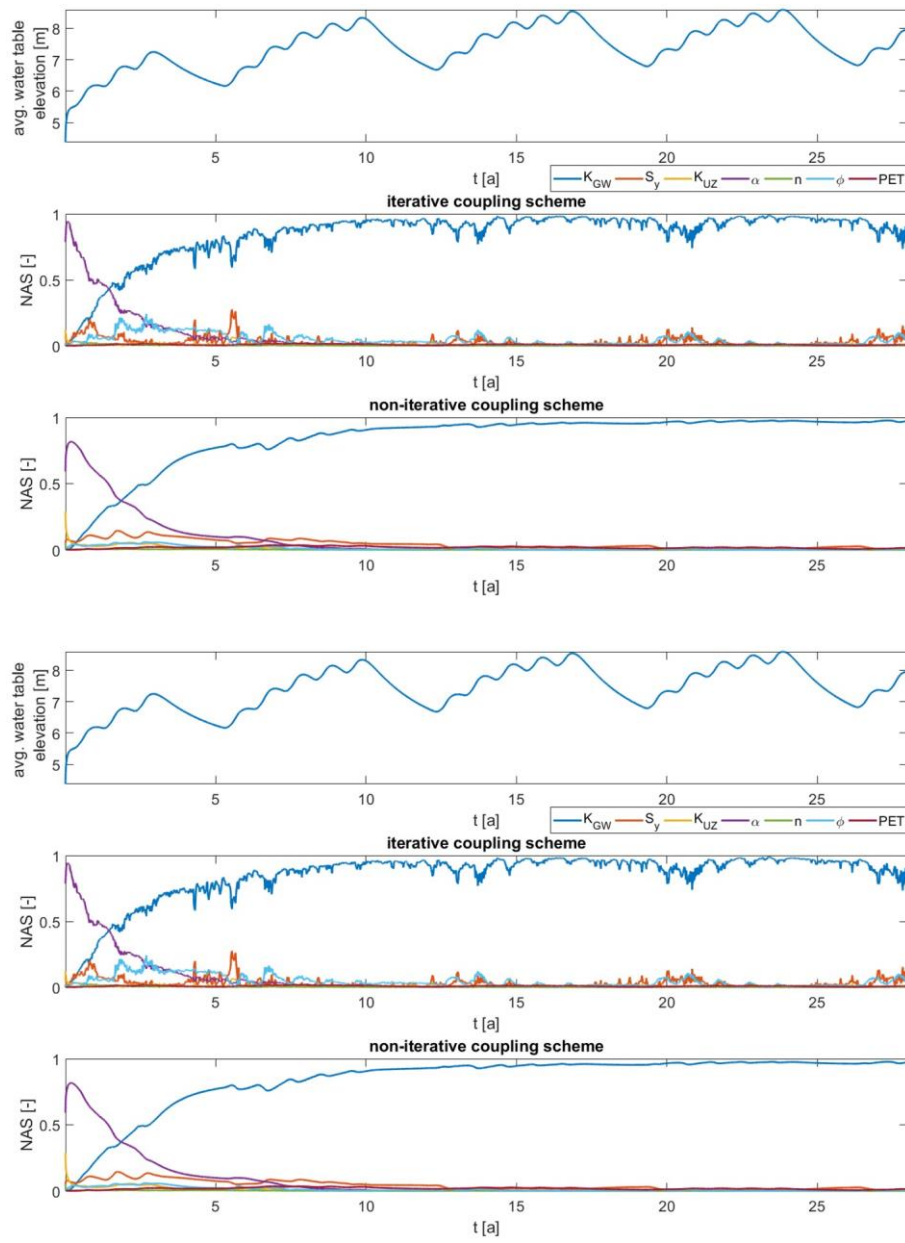 avg. water table
elevation [m]
8
7
6
5
5 10 15 20 25
t [a]
K_GW S_y K_UZ α n ϕ PET
iterative coupling scheme
NAS [-]
1
0.5
0
5 10 15 20 25
t [a]
non-iterative coupling scheme
NAS [-]
1
0.5
0
5 10 15 20 25
t [a]
avg. water table
elevation [m]
8
7
6
5
5 10 15 20 25
t [a]
K_GW S_y K_UZ α n ϕ PET
iterative coupling scheme
NAS [-]
1
0.5
0
5 10 15 20 25
t [a]
non-iterative coupling scheme
NAS [-]
1
0.5
0
5 10 15 20 25
t [a]